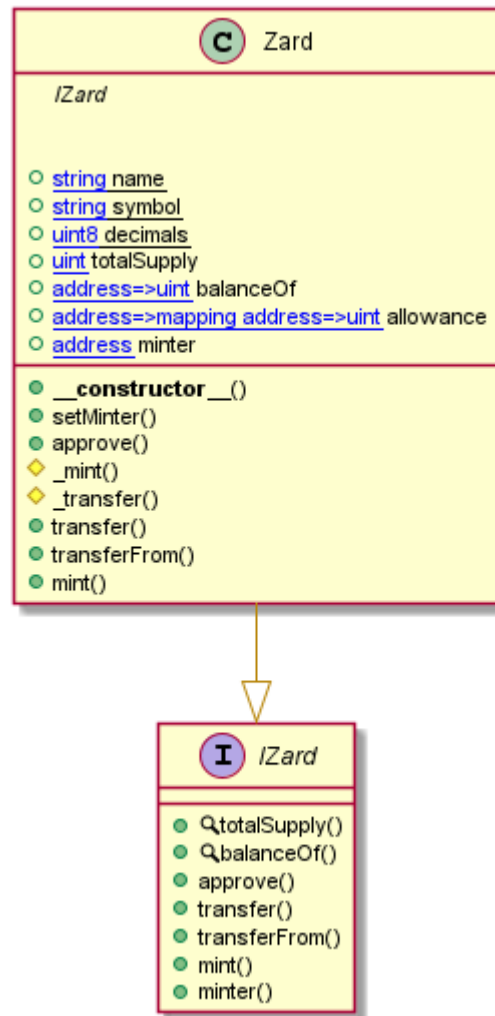 C Zard
IZard
string name
string symbol
uint8 decimals
uint totalSupply
address=>uint balanceOf
address=>mapping address=>uint allowance
address minter
__constructor__()
setMinter()
approve()
_mint()
_transfer()
transfer()
transferFrom()
mint()
I IZard
totalSupply()
balanceOf()
approve()
transfer()
transferFrom()
mint()
minter()